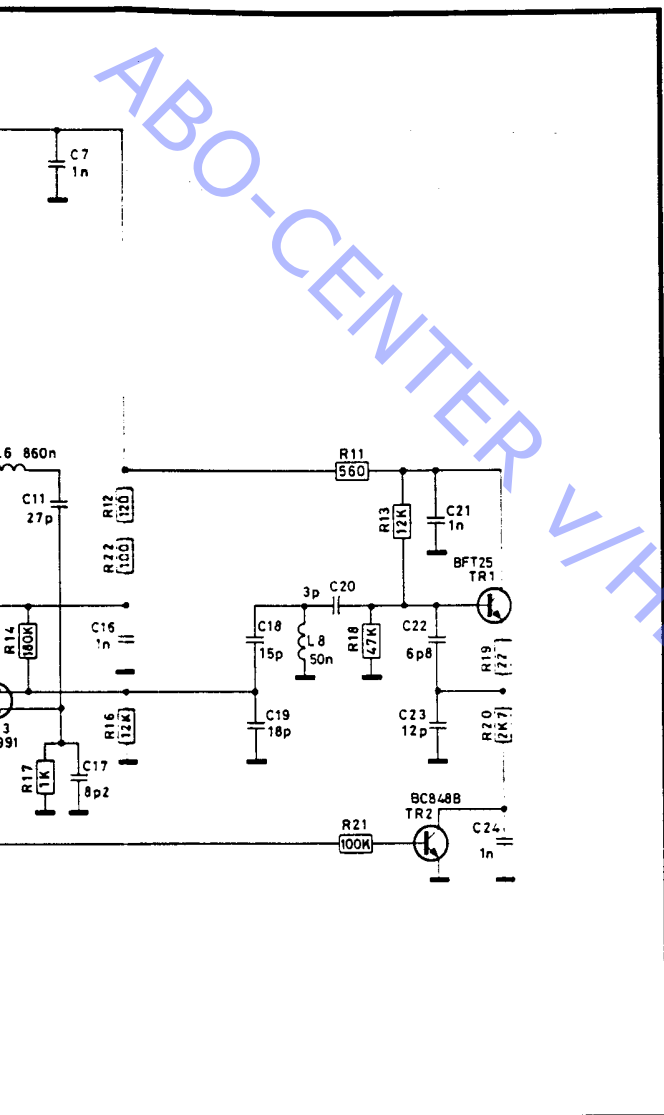 ABO-CENTER v/H
C7
1n
.6 860n
C11
27p
R12
120
R22
100
R11
560
R13
12K
C21
1n
BFT25
TR1
3p C20
R14
180K
C16
1n
C18
15p
L8
50n
R18
47K
C22
6p8
R19
22
R16
12K
C19
18p
C23
12p
R20
2K7
3
991
R17
1K
C17
8p2
BC848B
TR2
R21
100K
C24
1n